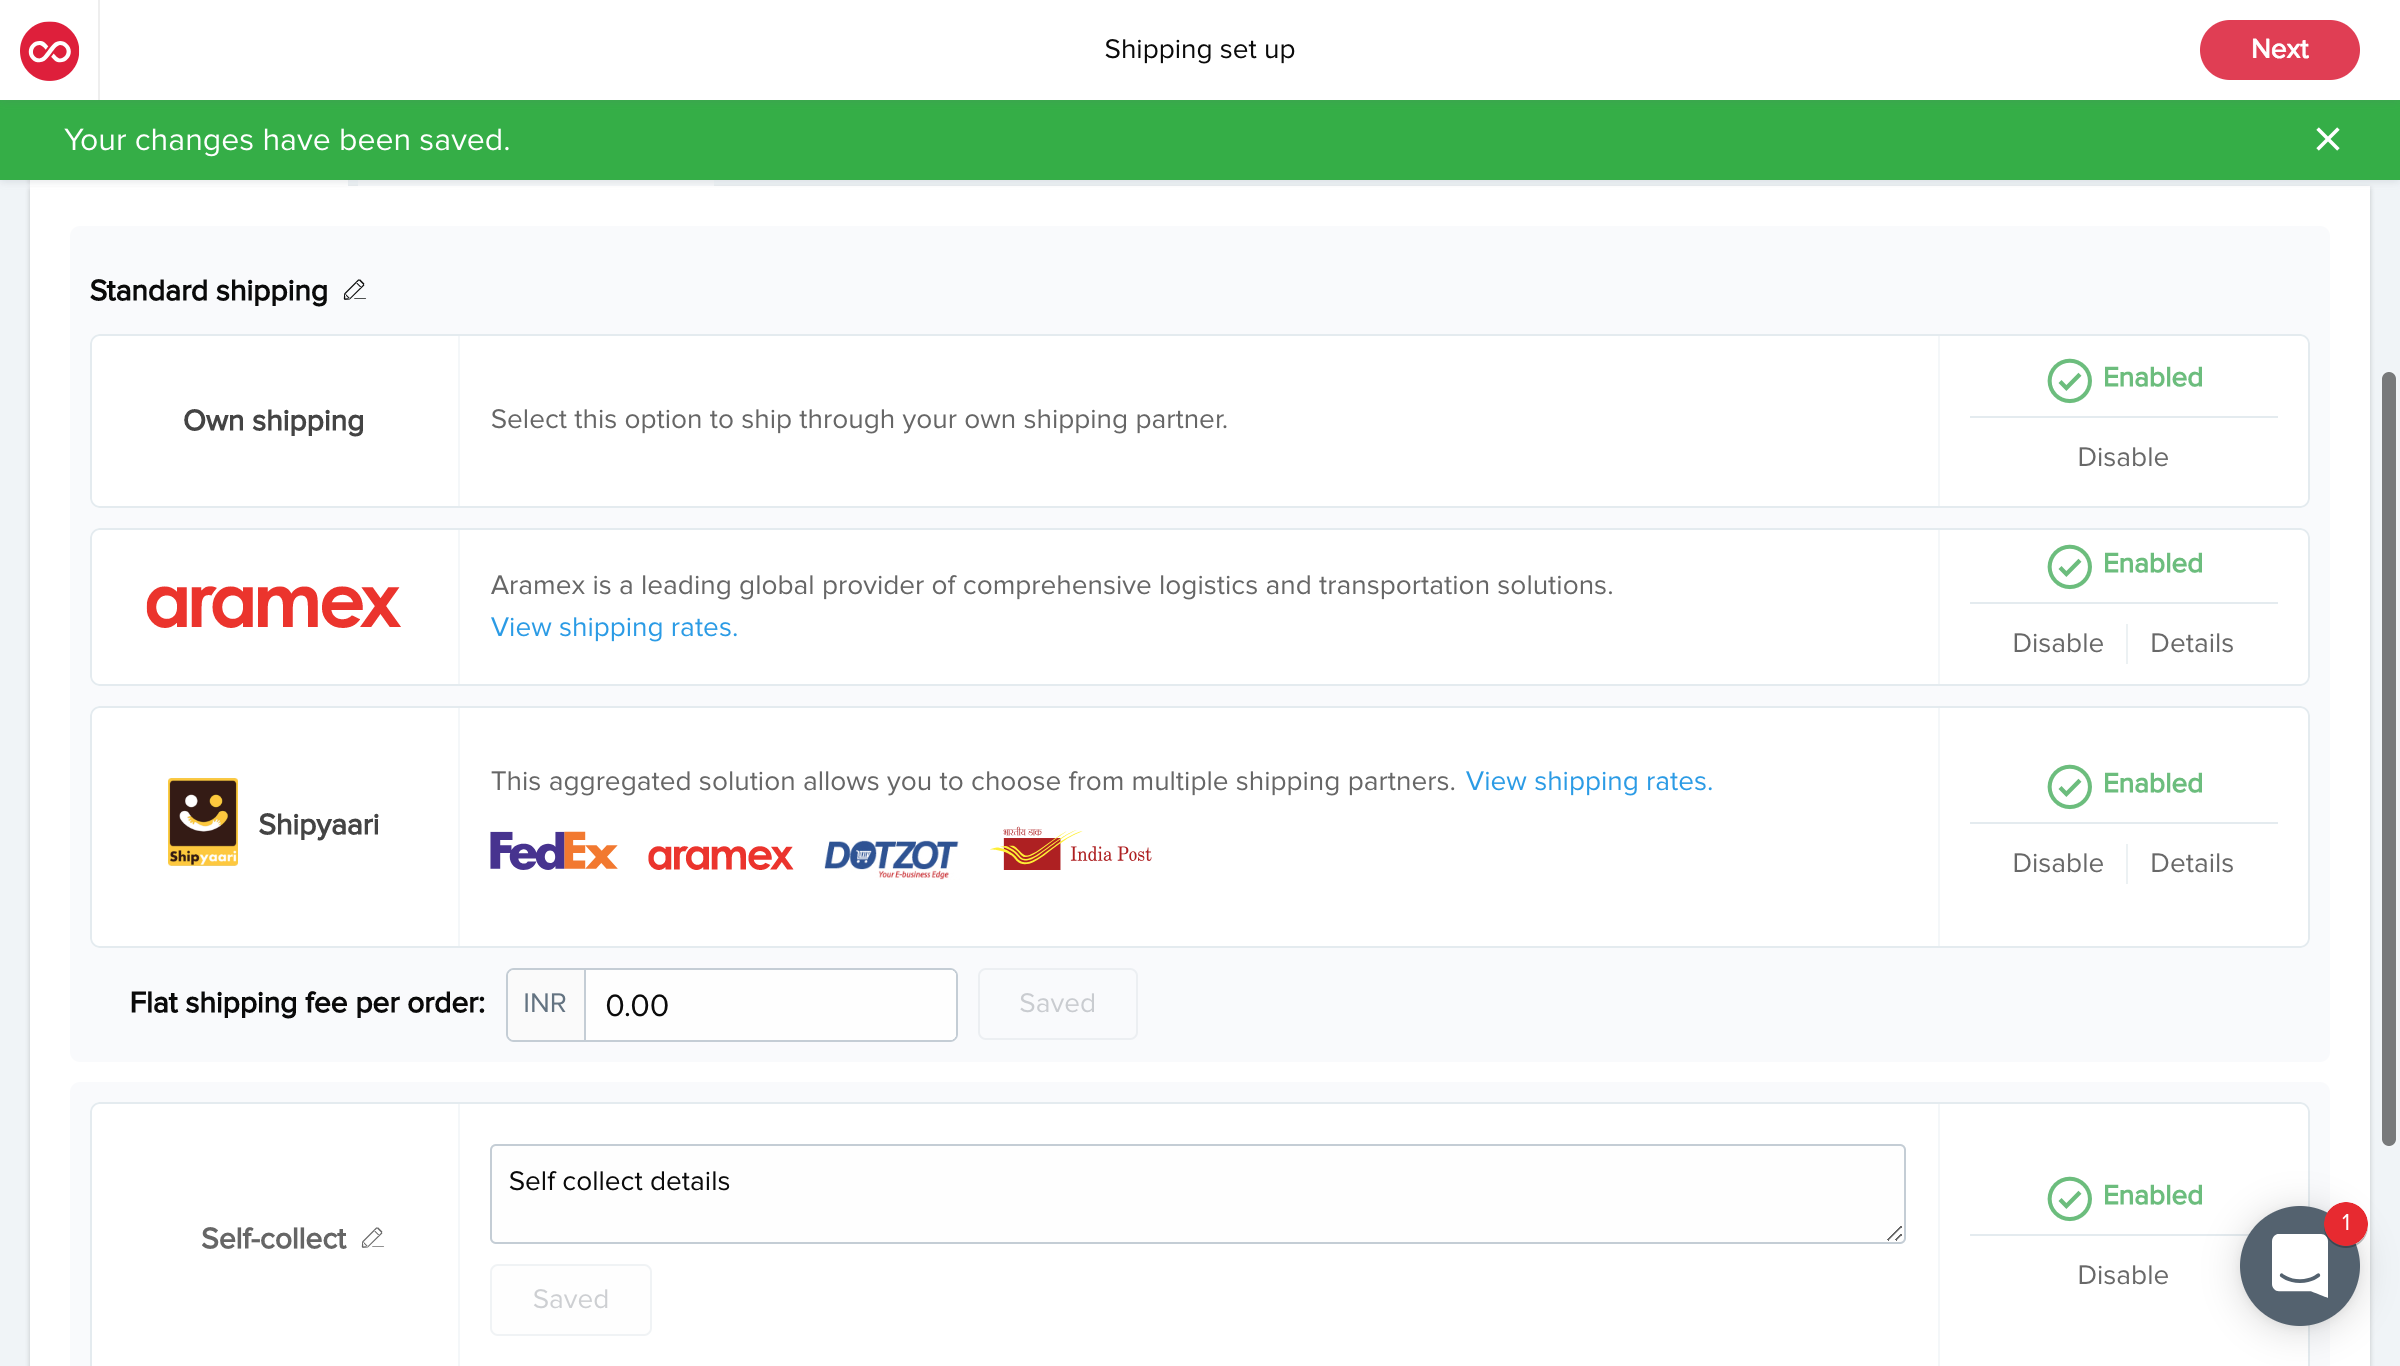 Shipping set up
Next
Your changes have been saved.
Standard shipping
Own shipping
Select this option to ship through your own shipping partner.
Enabled
Disable
aramex
Aramex is a leading global provider of comprehensive logistics and transportation solutions.
View shipping rates.
Enabled
Disable
Details
Shipyaari
Shipyaari
This aggregated solution allows you to choose from multiple shipping partners. View shipping rates.
FedEx
aramex
DOTZOT
Your E-business Edge
भारतीय डाक
India Post
Enabled
Disable
Details
Flat shipping fee per order:
INR
0.00
Saved
Self-collect
Self collect details
Saved
Enabled
Disable
1